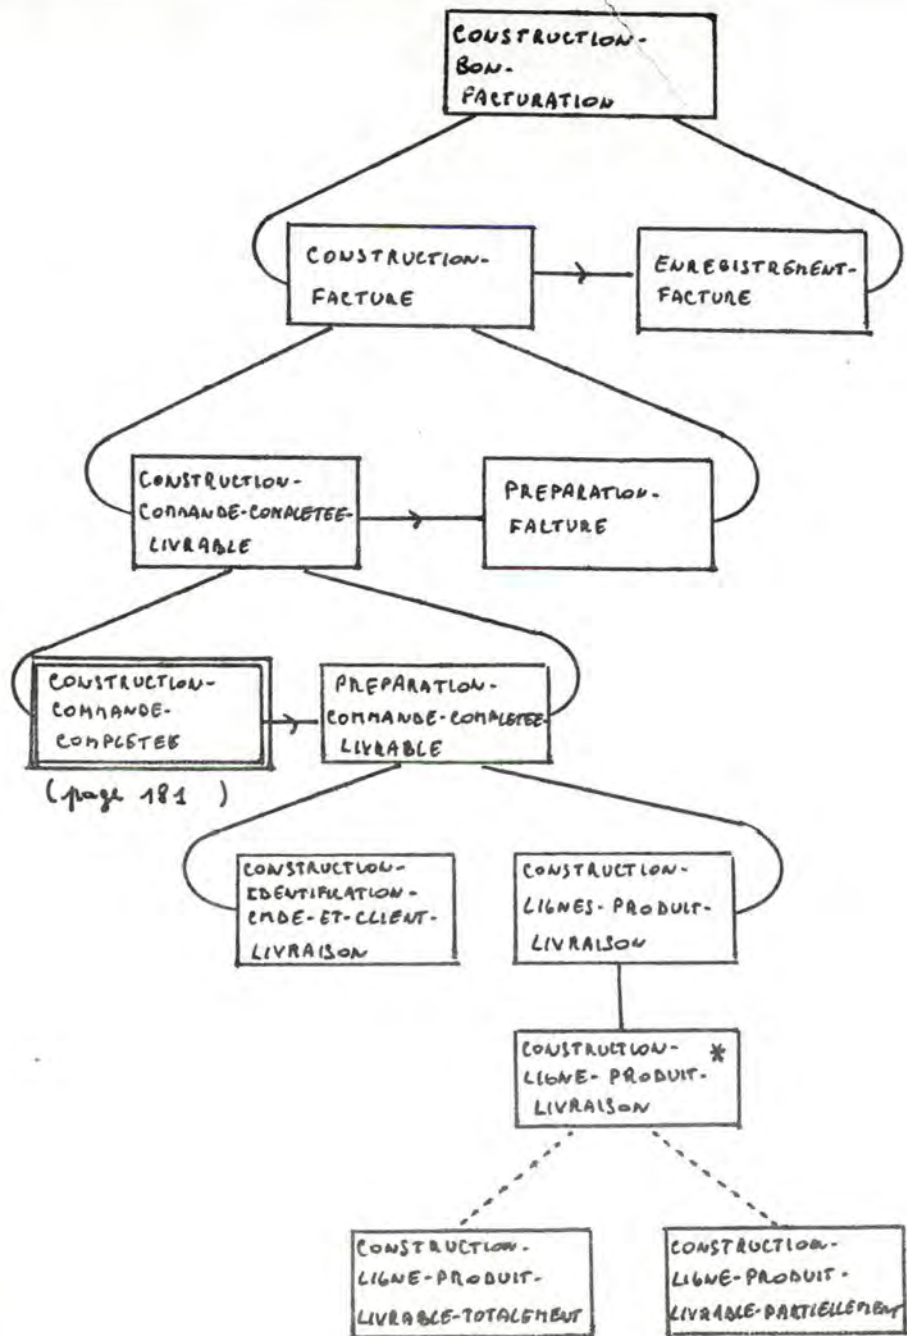 CONSTRUCTION-
BON-
FACTURATION
CONSTRUCTION-
FACTURE
ENREGISTREMENT-
FACTURE
CONSTRUCTION-
COMMANDE-COMPLETEE-
LIVRABLE
PREPARATION-
FACTURE
CONSTRUCTION-
COMMANDE-
COMPLETEE
(page 181 )
PREPARATION-
COMMANDE-COMPLETEE-
LIVRABLE
CONSTRUCTION-
IDENTIFICATION-
CMDE-ET-CLIENT-
LIVRAISON
CONSTRUCTION-
LIGNES-PRODUIT-
LIVRAISON
CONSTRUCTION- *
LIGNE-PRODUIT-
LIVRAISON
CONSTRUCTION-
LIGNE-PRODUIT-
LIVRABLE-TOTALEMENT
CONSTRUCTION-
LIGNE-PRODUIT-
LIVRABLE-PARTIELLEMENT